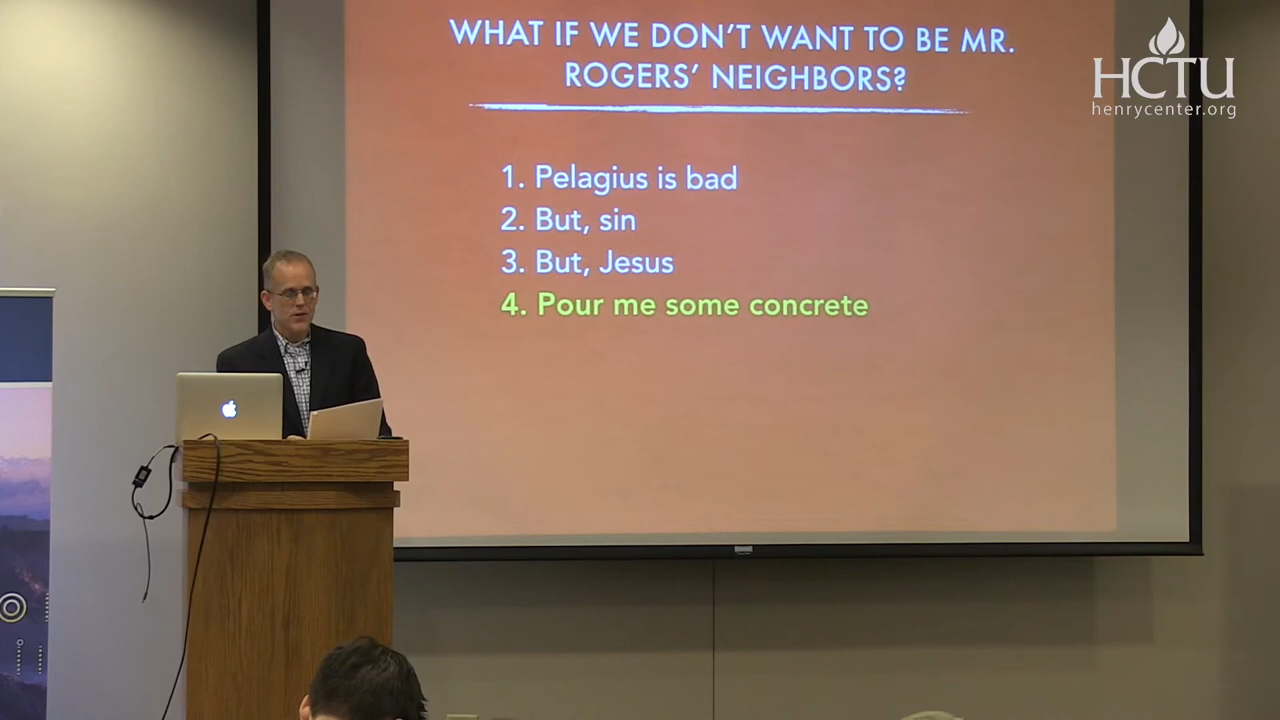 WHAT IF WE DON'T WANT TO BE MR.
ROGERS' NEIGHBORS?
1. Pelagius is bad
2. But, sin
3. But, Jesus
4. Pour me some concrete
HCTU
henrycenter.org